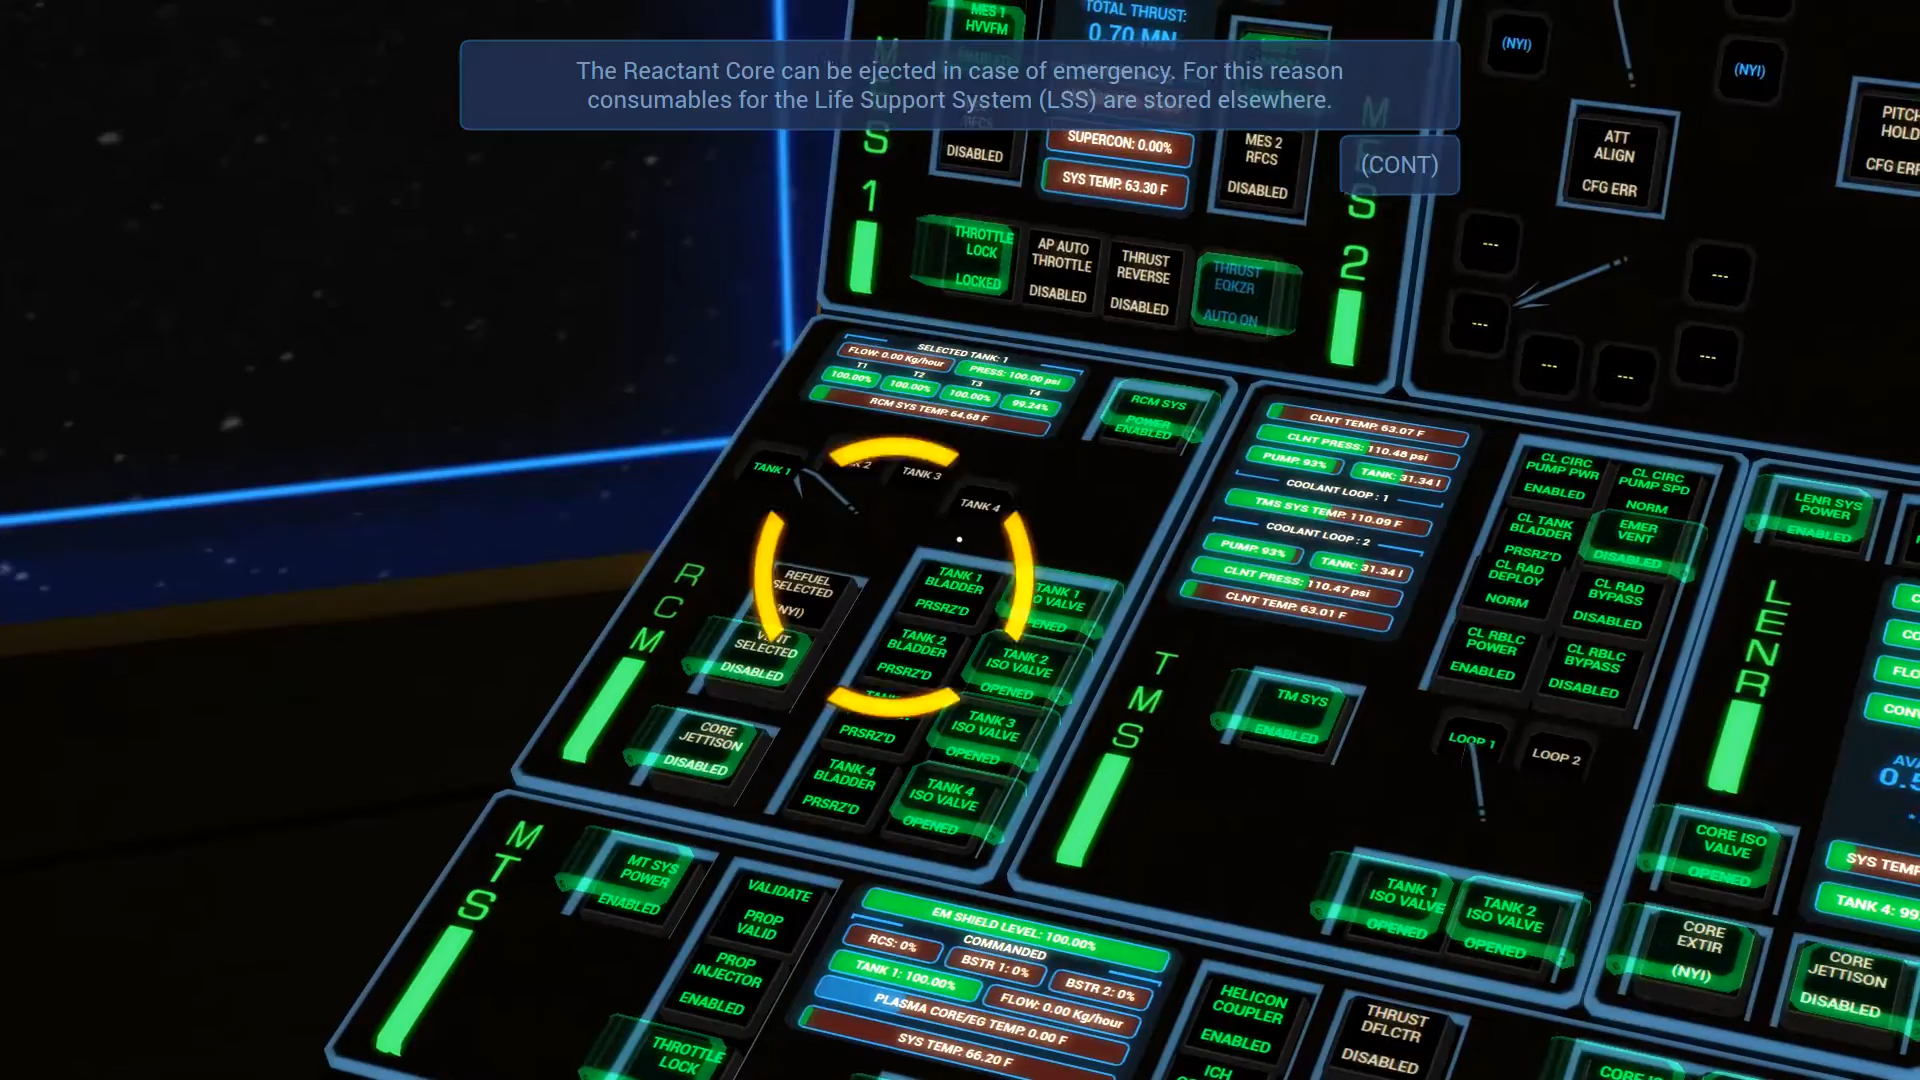 The Reactant Core can be ejected in case of emergency. For this reason
consumables for the Life Support System (LSS) are stored elsewhere.
(CONT)
MES 1
HVVFM
TOTAL THRUST:
0.70 MN
S
1
DISABLED
SUPERCON: 0.00%
SYS TEMP: 63.30 F
MES 2
RFCS
DISABLED
M
S
2
THROTTLE
LOCK
LOCKED
AP AUTO
THROTTLE
DISABLED
THRUST
REVERSE
DISABLED
THRUST
EQKZR
AUTO ON
(NYI)
(NYI)
ATT
ALIGN
CFG ERR
PITCH
HOLD
CFG ERR
---
---
---
---
---
---
SELECTED TANK: 1
FLOW: 0.00 Kg/hour
PRESS: 100.00 psi
T1
T2
T3
T4
100.00%
100.00%
100.00%
99.24%
RCM SYS TEMP: 64.68 F
RCM SYS
POWER
ENABLED
TANK 1
TANK 3
TANK 4
RCM
REFUEL
SELECTED
(NYI)
SELECTED
DISABLED
CORE
JETTISON
DISABLED
TANK 1
BLADDER
PRSRZ'D
TANK 1
ISO VALVE
TANK 2
BLADDER
PRSRZ'D
TANK 2
ISO VALVE
OPENED
PRSRZ'D
TANK 3
ISO VALVE
OPENED
TANK 4
BLADDER
PRSRZ'D
TANK 4
ISO VALVE
OPENED
CLNT TEMP: 63.07 F
CLNT PRESS: 110.48 psi
PUMP: 93%
TANK: 31.34 l
COOLANT LOOP : 1
TMS SYS TEMP: 110.09 F
COOLANT LOOP : 2
PUMP: 93%
TANK: 31.34 l
CLNT PRESS: 110.47 psi
CLNT TEMP: 63.01 F
CL CIRC
PUMP PWR
ENABLED
CL CIRC
PUMP SPD
NORM
CL TANK
BLADDER
PRSRZ'D
EMER
VENT
DISABLED
CL RAD
DEPLOY
NORM
CL RAD
BYPASS
DISABLED
CL RBLC
POWER
ENABLED
CL RBLC
BYPASS
DISABLED
TMS
TM SYS
ENABLED
LOOP 1
LOOP 2
TANK 1
ISO VALVE
OPENED
TANK 2
ISO VALVE
OPENED
LENR SYS
POWER
ENABLED
LENR
CORE ISO
VALVE
OPENED
SYS TEMP
TANK 4: 99
CORE
EXTIR
(NYI)
CORE
JETTISON
DISABLED
MTS
MT SYS
POWER
ENABLED
VALIDATE
PROP
VALID
PROP
INJECTOR
ENABLED
THROTTLE
LOCK
EM SHIELD LEVEL: 100.00%
COMMANDED
RCS: 0%
BSTR 1: 0%
BSTR 2: 0%
TANK 1: 100.00%
FLOW: 0.00 Kg/hour
PLASMA CORE/EG TEMP: 0.00 F
SYS TEMP: 66.20 F
HELICON
COUPLER
ENABLED
ICH
THRUST
DFLCTR
DISABLED